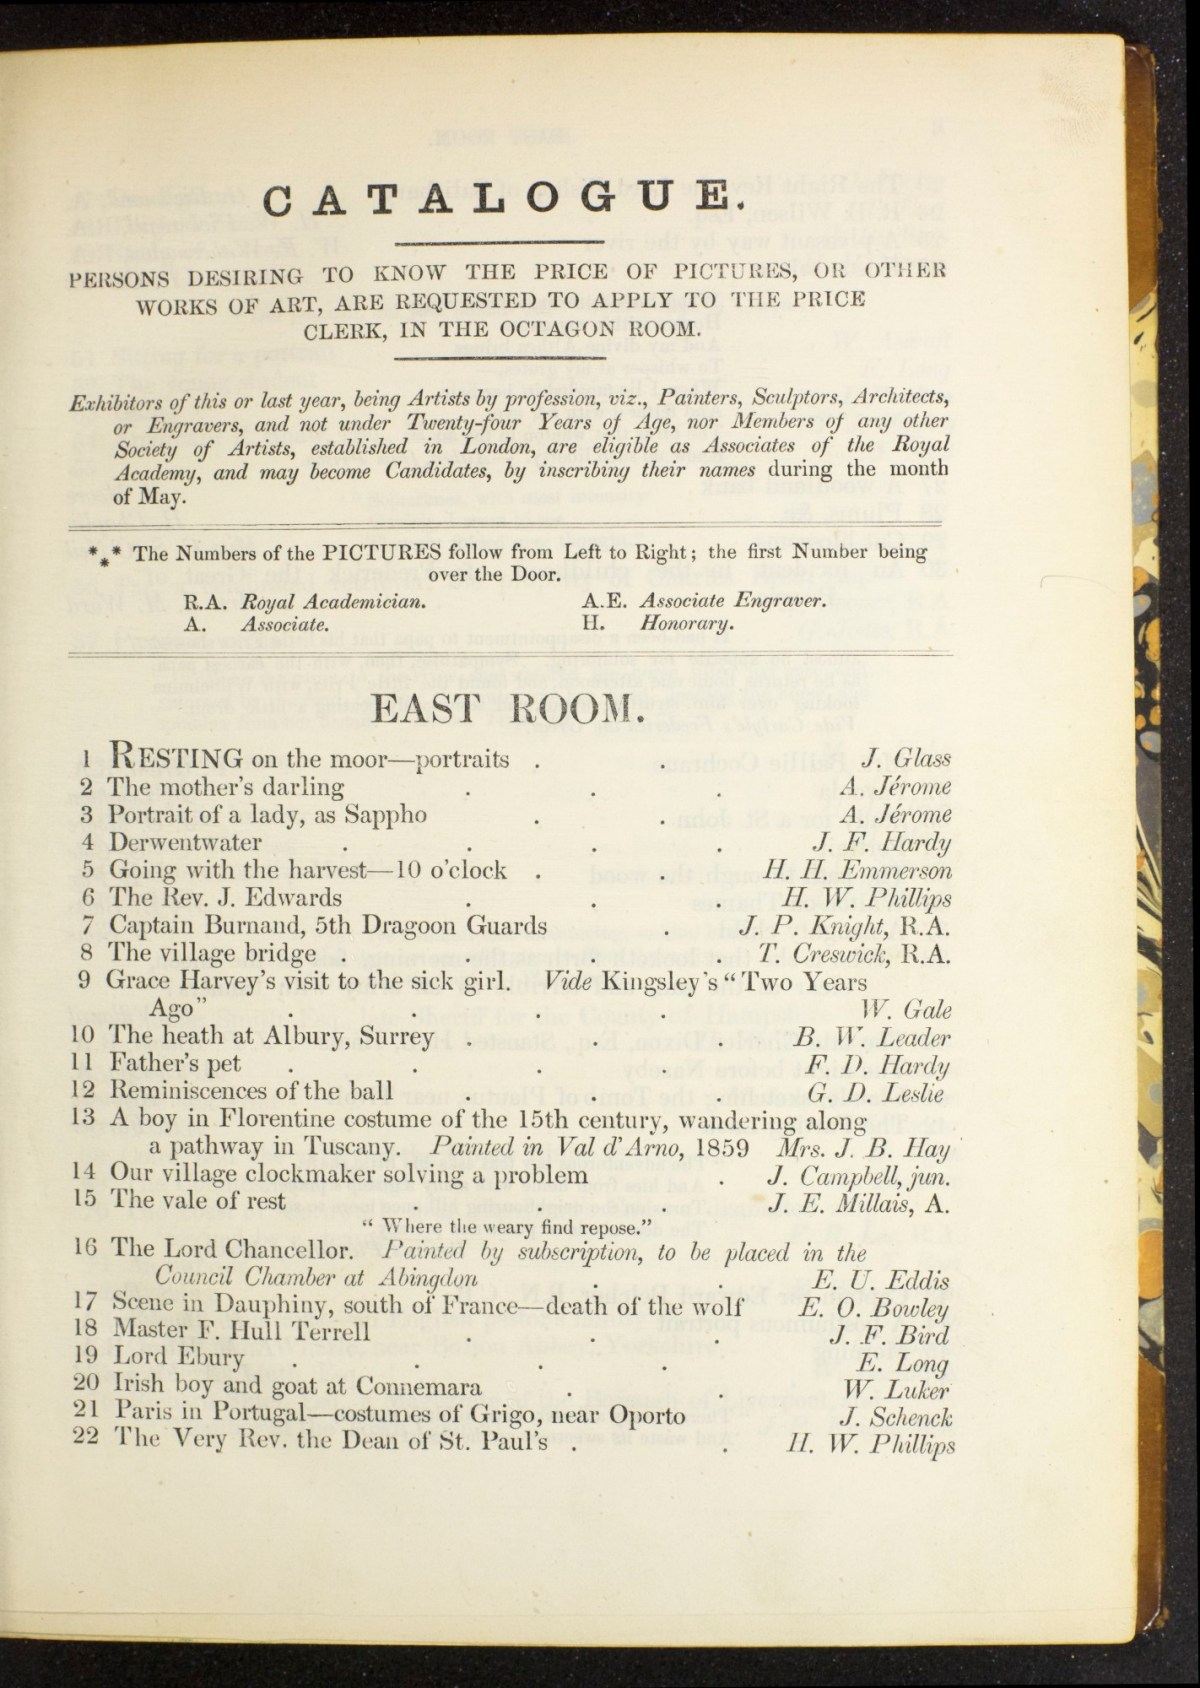 CATALOGUE.
PERSONS DESIRING TO KNOW THE PRICE OF PICTURES, OR OTHER
WORKS OF ART, ARE REQUESTED TO APPLY TO THE PRICE
CLERK, IN THE OCTAGON ROOM.
Exhibitors of this or last year, being Artists by profession, viz., Painters, Sculptors, Architects,
or Engravers, and not under Twenty-four Years of Age, nor Members of any other
Society of Artists, established in London, are eligible as Associates of the Royal
Academy, and may become Candidates, by inscribing their names during the month
of May.
*⁎* The Numbers of the PICTURES follow from Left to Right; the first Number being
over the Door.
R.A. Royal Academician. A.E. Associate Engraver.
A. Associate. H. Honorary.
EAST ROOM.
1 RESTING on the moor—portraits . . J. Glass
2 The mother's darling . . . A. Jérome
3 Portrait of a lady, as Sappho . . A. Jérome
4 Derwentwater . . . . J. F. Hardy
5 Going with the harvest—10 o'clock . . H. H. Emmerson
6 The Rev. J. Edwards . . . H. W. Phillips
7 Captain Burnand, 5th Dragoon Guards . J. P. Knight, R.A.
8 The village bridge . . . . T. Creswick, R.A.
9 Grace Harvey's visit to the sick girl. Vide Kingsley's "Two Years
Ago" . . . . W. Gale
10 The heath at Albury, Surrey . . . B. W. Leader
11 Father's pet . . . . F. D. Hardy
12 Reminiscences of the ball . . . G. D. Leslie
13 A boy in Florentine costume of the 15th century, wandering along
a pathway in Tuscany. Painted in Val d'Arno, 1859 Mrs. J. B. Hay
14 Our village clockmaker solving a problem . J. Campbell, jun.
15 The vale of rest . . . J. E. Millais, A.
"Where the weary find repose."
16 The Lord Chancellor. Painted by subscription, to be placed in the
Council Chamber at Abingdon . . E. U. Eddis
17 Scene in Dauphiny, south of France—death of the wolf E. O. Bowley
18 Master F. Hull Terrell . . . J. F. Bird
19 Lord Ebury . . . . E. Long
20 Irish boy and goat at Connemara . . W. Luker
21 Paris in Portugal—costumes of Grigo, near Oporto J. Schenck
22 The Very Rev. the Dean of St. Paul's . . H. W. Phillips